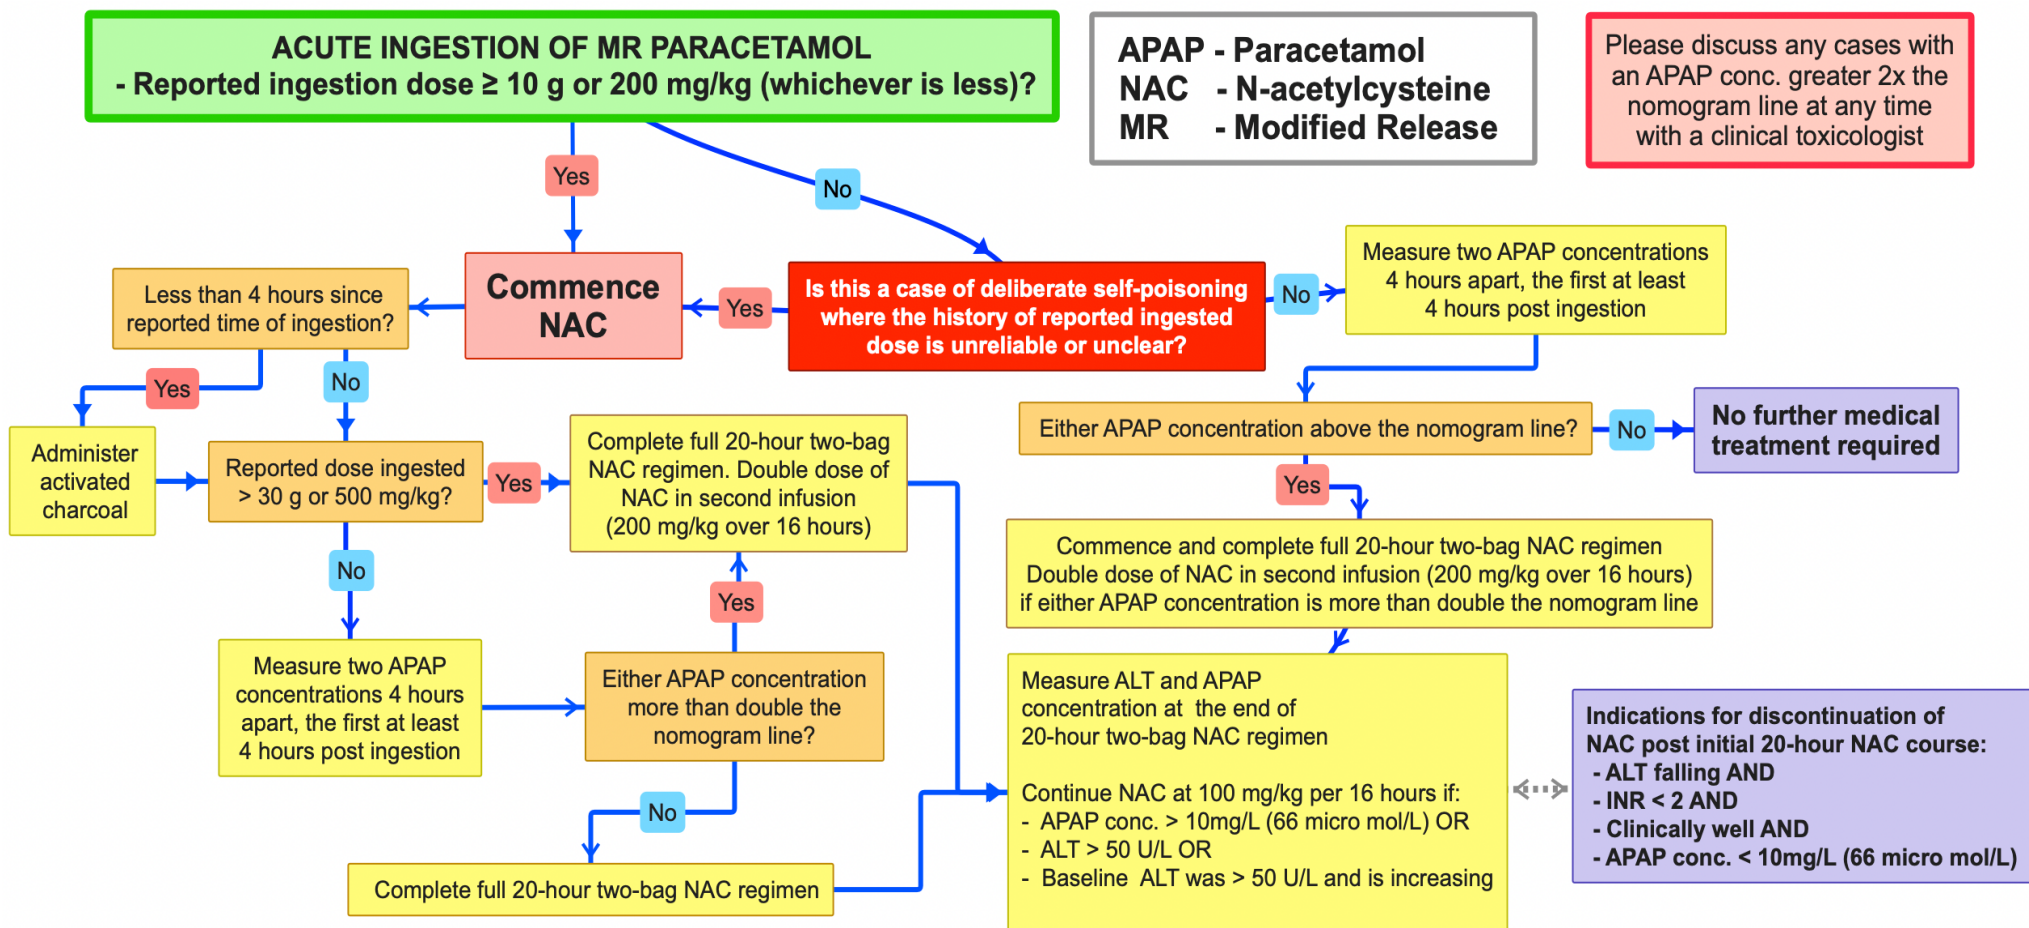 ACUTE INGESTION OF MR PARACETAMOL
- Reported ingestion dose ≥ 10 g or 200 mg/kg (whichever is less)?
APAP - Paracetamol
NAC - N-acetylcysteine
MR - Modified Release
Please discuss any cases with
an APAP conc. greater 2x the
nomogram line at any time
with a clinical toxicologist
Yes
No
Commence
NAC
Yes
Is this a case of deliberate self-poisoning
where the history of reported ingested
dose is unreliable or unclear?
No
Measure two APAP concentrations
4 hours apart, the first at least
4 hours post ingestion
Less than 4 hours since
reported time of ingestion?
Yes
No
Administer
activated
charcoal
Reported dose ingested
> 30 g or 500 mg/kg?
Yes
Complete full 20-hour two-bag
NAC regimen. Double dose of
NAC in second infusion
(200 mg/kg over 16 hours)
Either APAP concentration above the nomogram line?
No
No further medical
treatment required
Yes
Commence and complete full 20-hour two-bag NAC regimen
Double dose of NAC in second infusion (200 mg/kg over 16 hours)
if either APAP concentration is more than double the nomogram line
No
Measure two APAP
concentrations 4 hours
apart, the first at least
4 hours post ingestion
Yes
Either APAP concentration
more than double the
nomogram line?
No
Complete full 20-hour two-bag NAC regimen
Measure ALT and APAP
concentration at the end of
20-hour two-bag NAC regimen
Continue NAC at 100 mg/kg per 16 hours if:
- APAP conc. > 10mg/L (66 micro mol/L) OR
- ALT > 50 U/L OR
- Baseline ALT was > 50 U/L and is increasing
Indications for discontinuation of
NAC post initial 20-hour NAC course:
- ALT falling AND
- INR < 2 AND
- Clinically well AND
- APAP conc. < 10mg/L (66 micro mol/L)